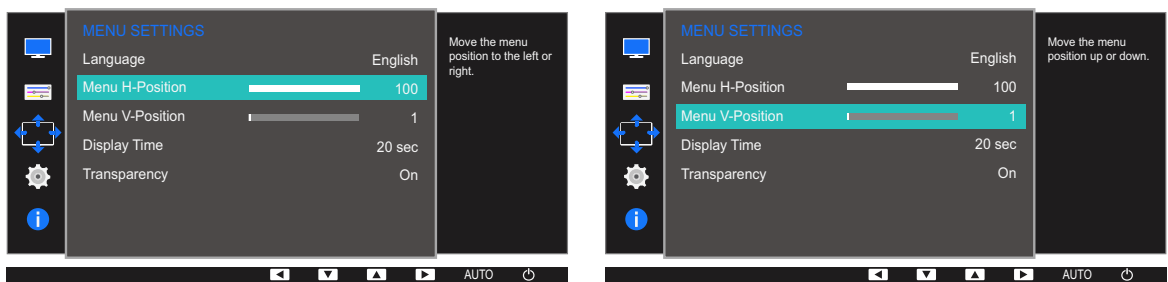 MENU SETTINGS
Language English
Menu H-Position 100
Menu V-Position 1
Display Time 20 sec
Transparency On
Move the menu
position to the left or
right.
i
AUTO
MENU SETTINGS
Language English
Menu H-Position 100
Menu V-Position 1
Display Time 20 sec
Transparency On
Move the menu
position up or down.
i
AUTO